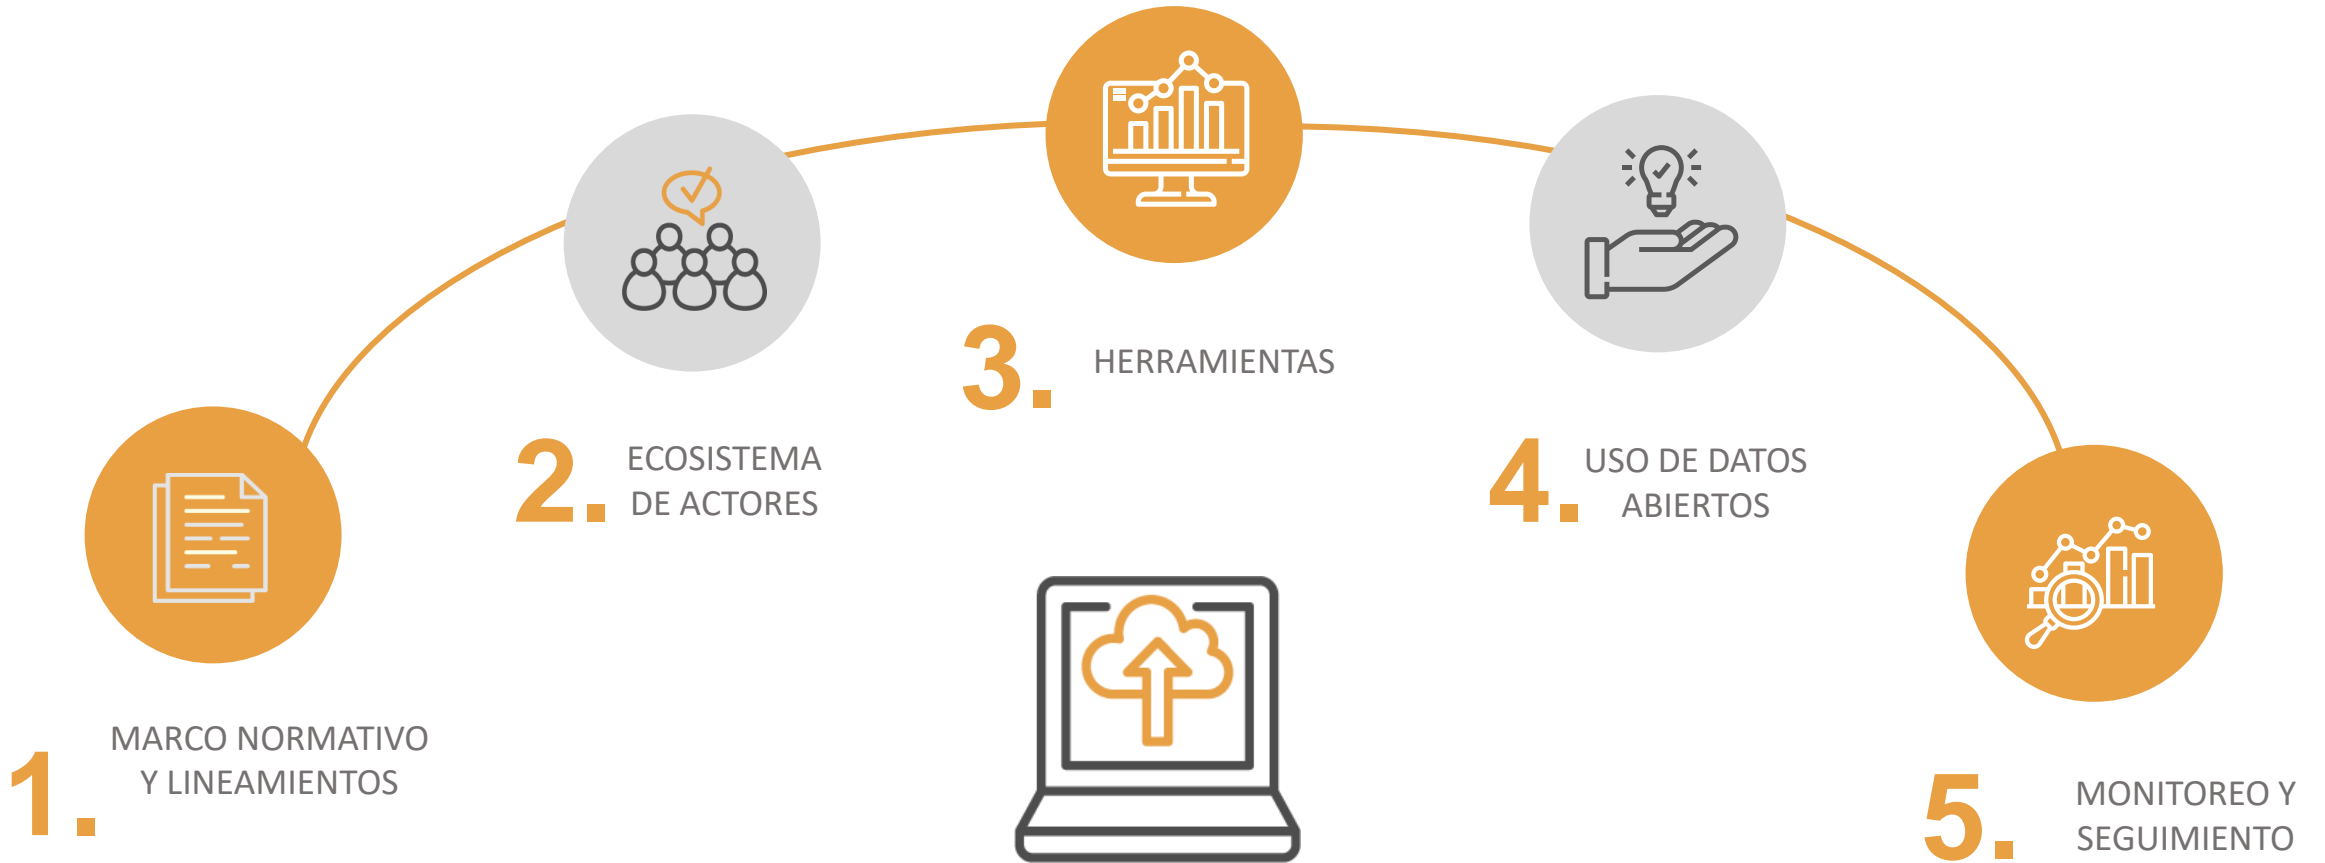 1.
MARCO NORMATIVO
Y LINEAMIENTOS
2.
ECOSISTEMA
DE ACTORES
3.
HERRAMIENTAS
4.
USO DE DATOS
ABIERTOS
5.
MONITOREO Y
SEGUIMIENTO